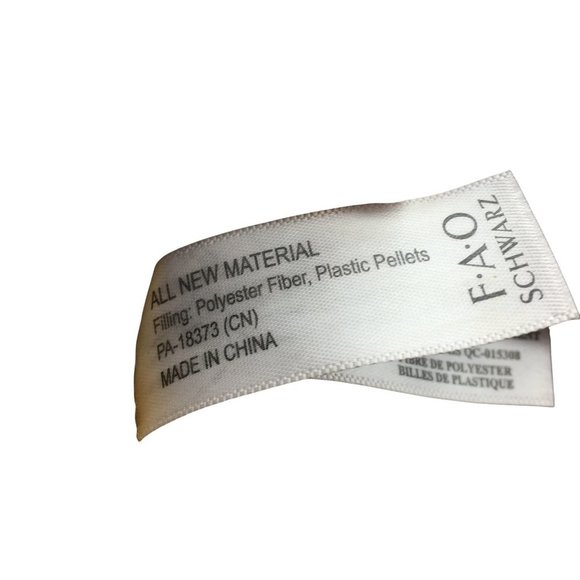 ALL NEW MATERIAL
Filling: Polyester Fiber, Plastic Pellets
PA-18373 (CN)
MADE IN CHINA
F·A·O
SCHWARZ
QC-015308
DE POLYESTER
BILLES DE PLASTIQUE